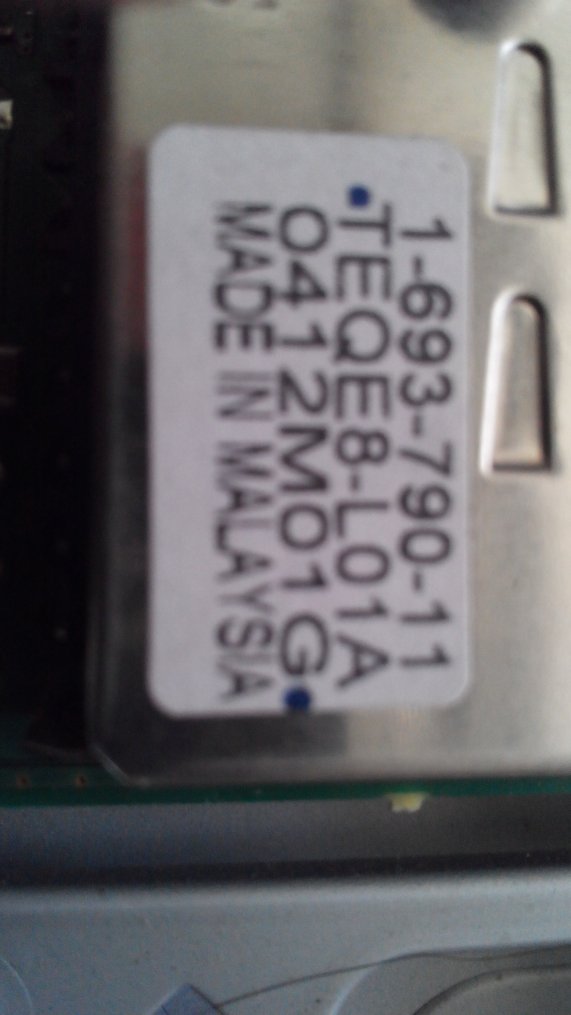 1-693-790-11
TEQE8-L01A
0412M01G
MADE IN MALAYSIA